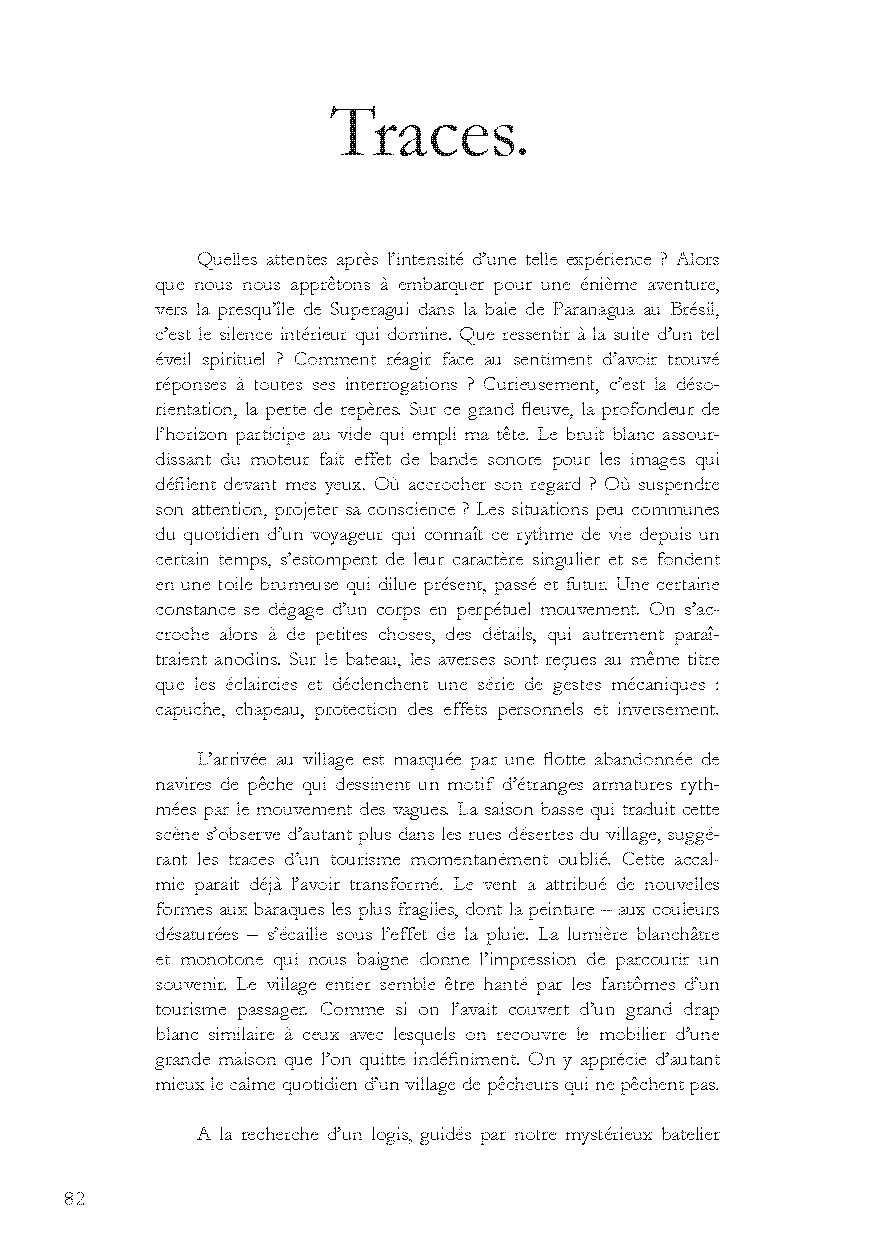 Traces.
Quelles attentes après l'intensité d'une telle expérience ? Alors
que nous nous apprêtons à embarquer pour une énième aventure,
vers la presqu'île de Superagui dans la baie de Paranagua au Brésil,
c'est le silence intérieur qui domine. Que ressentir à la suite d'un tel
éveil spirituel ? Comment réagir face au sentiment d'avoir trouvé
réponses à toutes ses interrogations ? Curieusement, c'est la déso-
rientation, la perte de repères. Sur ce grand fleuve, la profondeur de
l'horizon participe au vide qui empli ma tête. Le bruit blanc assour-
dissant du moteur fait effet de bande sonore pour les images qui
défilent devant mes yeux. Où accrocher son regard ? Où suspendre
son attention, projeter sa conscience ? Les situations peu communes
du quotidien d'un voyageur qui connaît ce rythme de vie depuis un
certain temps, s'estompent de leur caractère singulier et se fondent
en une toile brumeuse qui dilue présent, passé et futur. Une certaine
constance se dégage d'un corps en perpétuel mouvement. On s'ac-
croche alors à de petites choses, des détails, qui autrement paraî-
traient anodins. Sur le bateau, les averses sont reçues au même titre
que les éclaircies et déclenchent une série de gestes mécaniques :
capuche, chapeau, protection des effets personnels et inversement.
L'arrivée au village est marquée par une flotte abandonnée de
navires de pêche qui dessinent un motif d'étranges armatures ryth-
mées par le mouvement des vagues. La saison basse qui traduit cette
scène s'observe d'autant plus dans les rues désertes du village, suggé-
rant les traces d'un tourisme momentanément oublié. Cette accal-
mie parait déjà l'avoir transformé. Le vent a attribué de nouvelles
formes aux baraques les plus fragiles, dont la peinture – aux couleurs
désaturées – s'écaille sous l'effet de la pluie. La lumière blanchâtre
et monotone qui nous baigne donne l'impression de parcourir un
souvenir. Le village entier semble être hanté par les fantômes d'un
tourisme passager. Comme si on l'avait couvert d'un grand drap
blanc similaire à ceux avec lesquels on recouvre le mobilier d'une
grande maison que l'on quitte indéfiniment. On y apprécie d'autant
mieux le calme quotidien d'un village de pêcheurs qui ne pêchent pas.
A la recherche d'un logis, guidés par notre mystérieux batelier
82